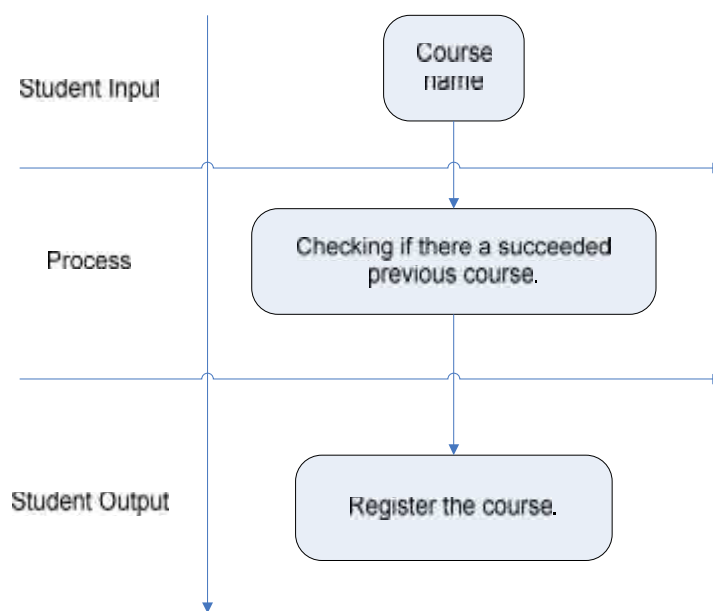 Student Input
Course
name
Process
Checking if there a succeeded
previous course.
Student Output
Register the course.